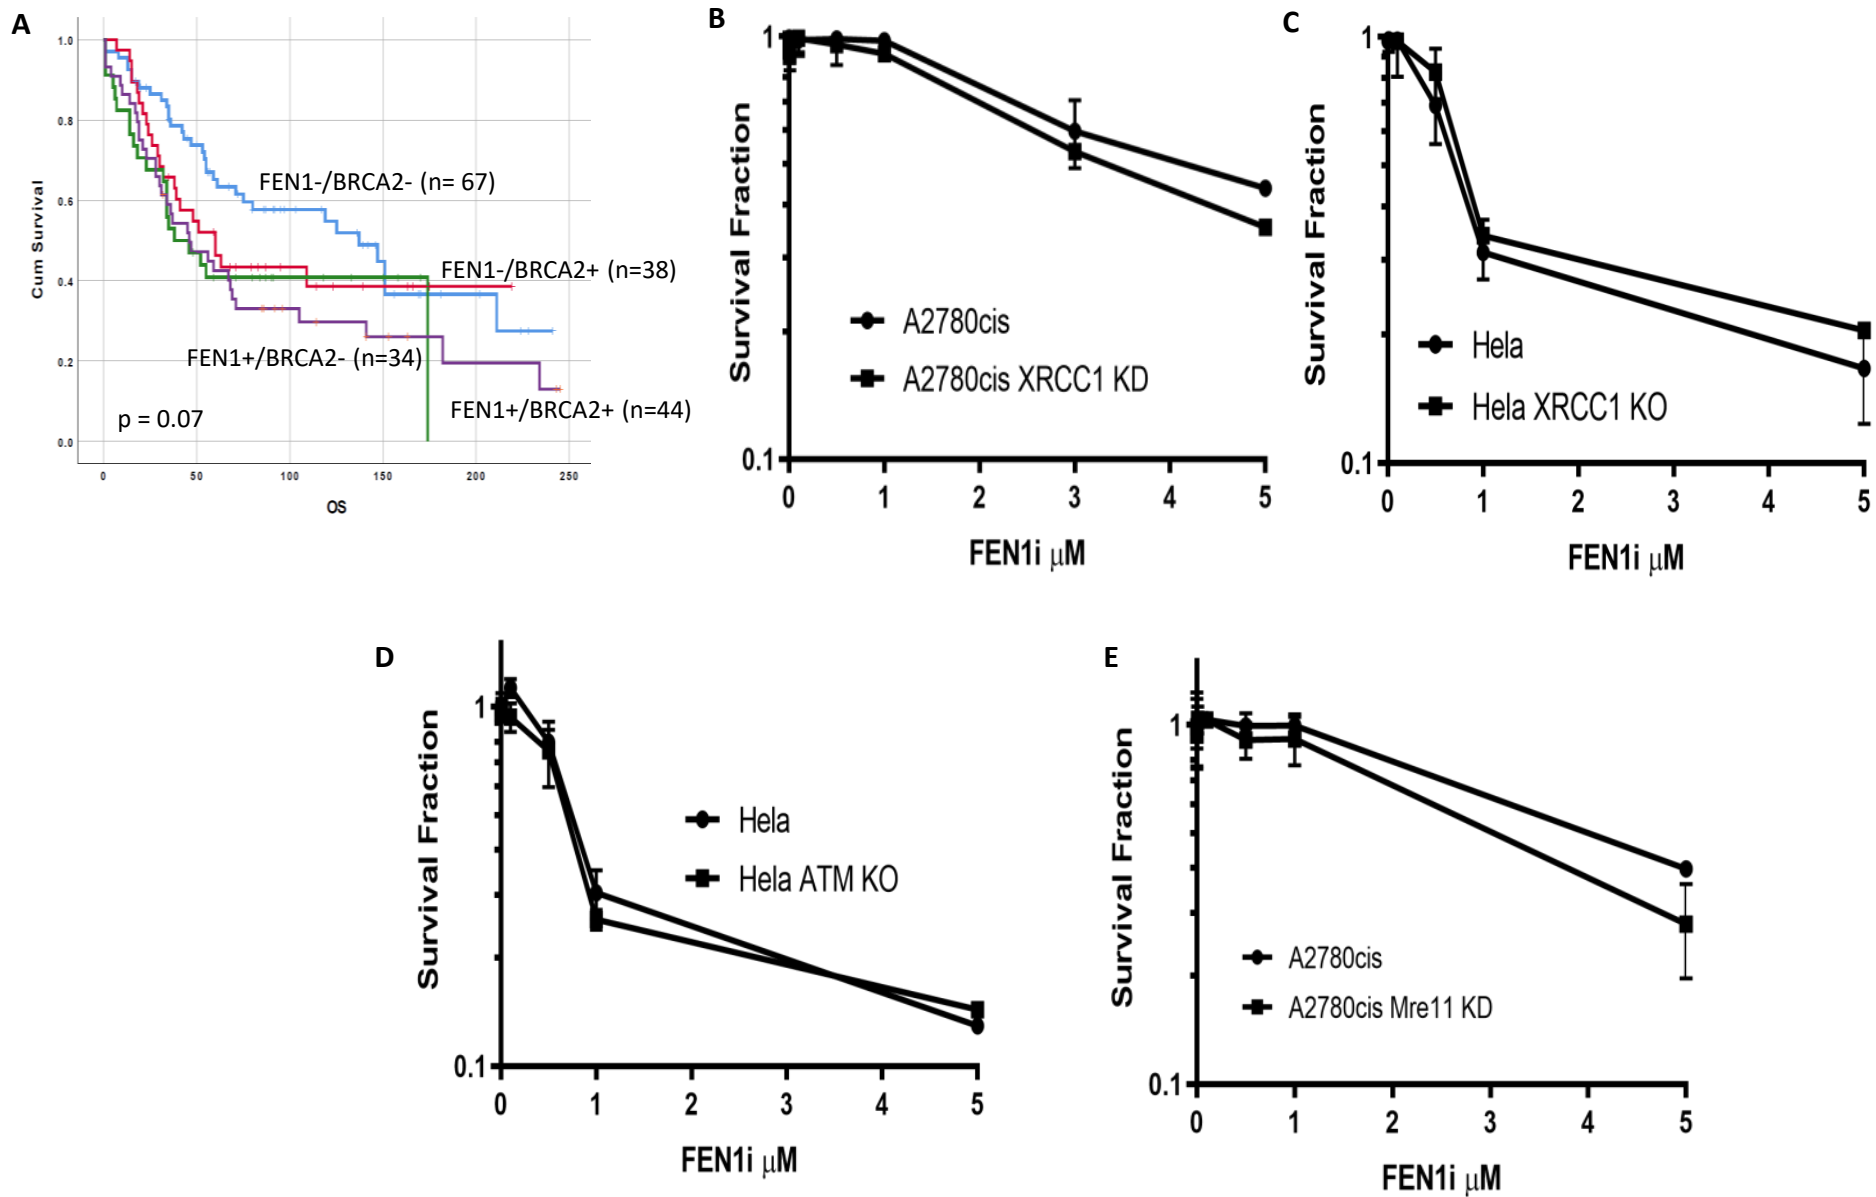 A
Cum Survival
1.0
0.8
0.6
0.4
0.2
0.0
FEN1-/BRCA2- (n= 67)
FEN1-/BRCA2+ (n=38)
FEN1+/BRCA2- (n=34)
FEN1+/BRCA2+ (n=44)
p = 0.07
0 50 100 150 200 250
OS
B
Survival Fraction
1
0.1
A2780cis
A2780cis XRCC1 KD
0 1 2 3 4 5
FEN1i μM
C
Survival Fraction
1
0.1
Hela
Hela XRCC1 KO
0 1 2 3 4 5
FEN1i μM
D
Survival Fraction
1
0.1
Hela
Hela ATM KO
0 1 2 3 4 5
FEN1i μM
E
Survival Fraction
1
0.1
A2780cis
A2780cis Mre11 KD
0 1 2 3 4 5
FEN1i μM